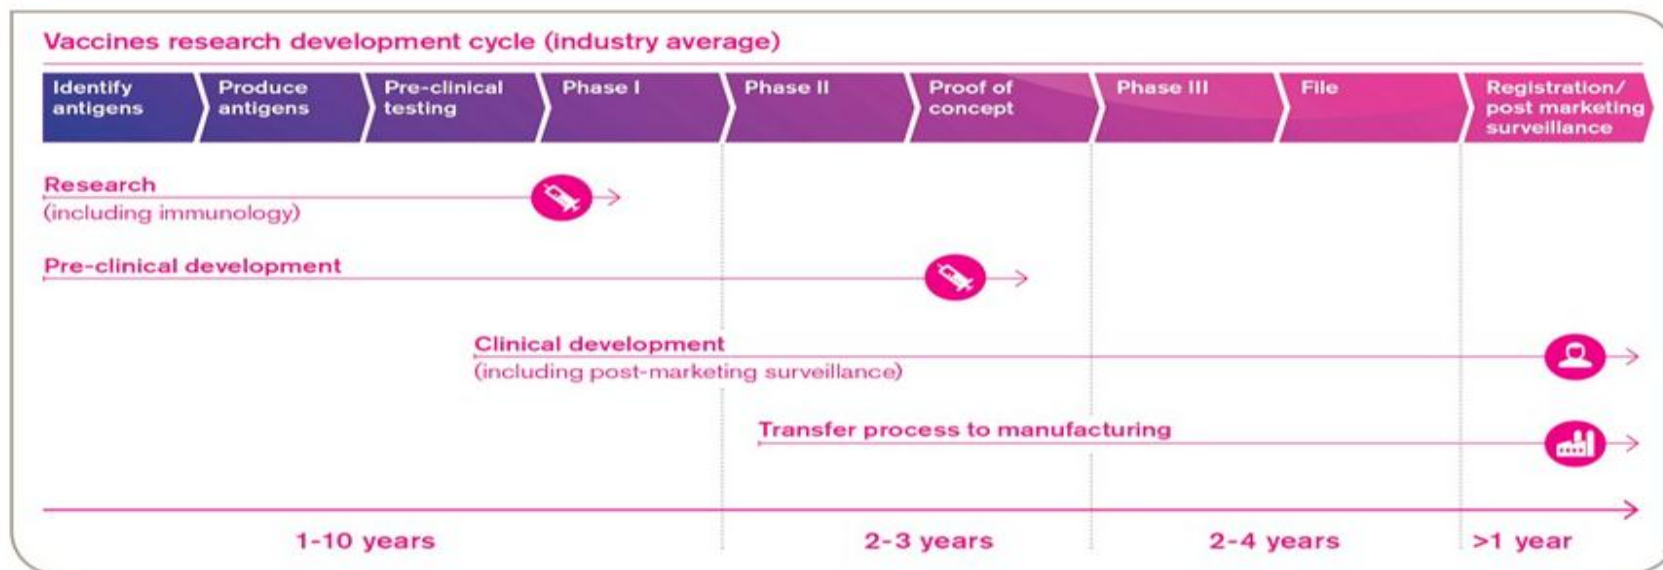 Vaccines research development cycle (industry average)
Identify
antigens
Produce
antigens
Pre-clinical
testing
Phase I
Phase II
Proof of
concept
Phase III
File
Registration/
post marketing
surveillance
Research
(including immunology)
Pre-clinical development
Clinical development
(including post-marketing surveillance)
Transfer process to manufacturing
1-10 years
2-3 years
2-4 years
>1 year